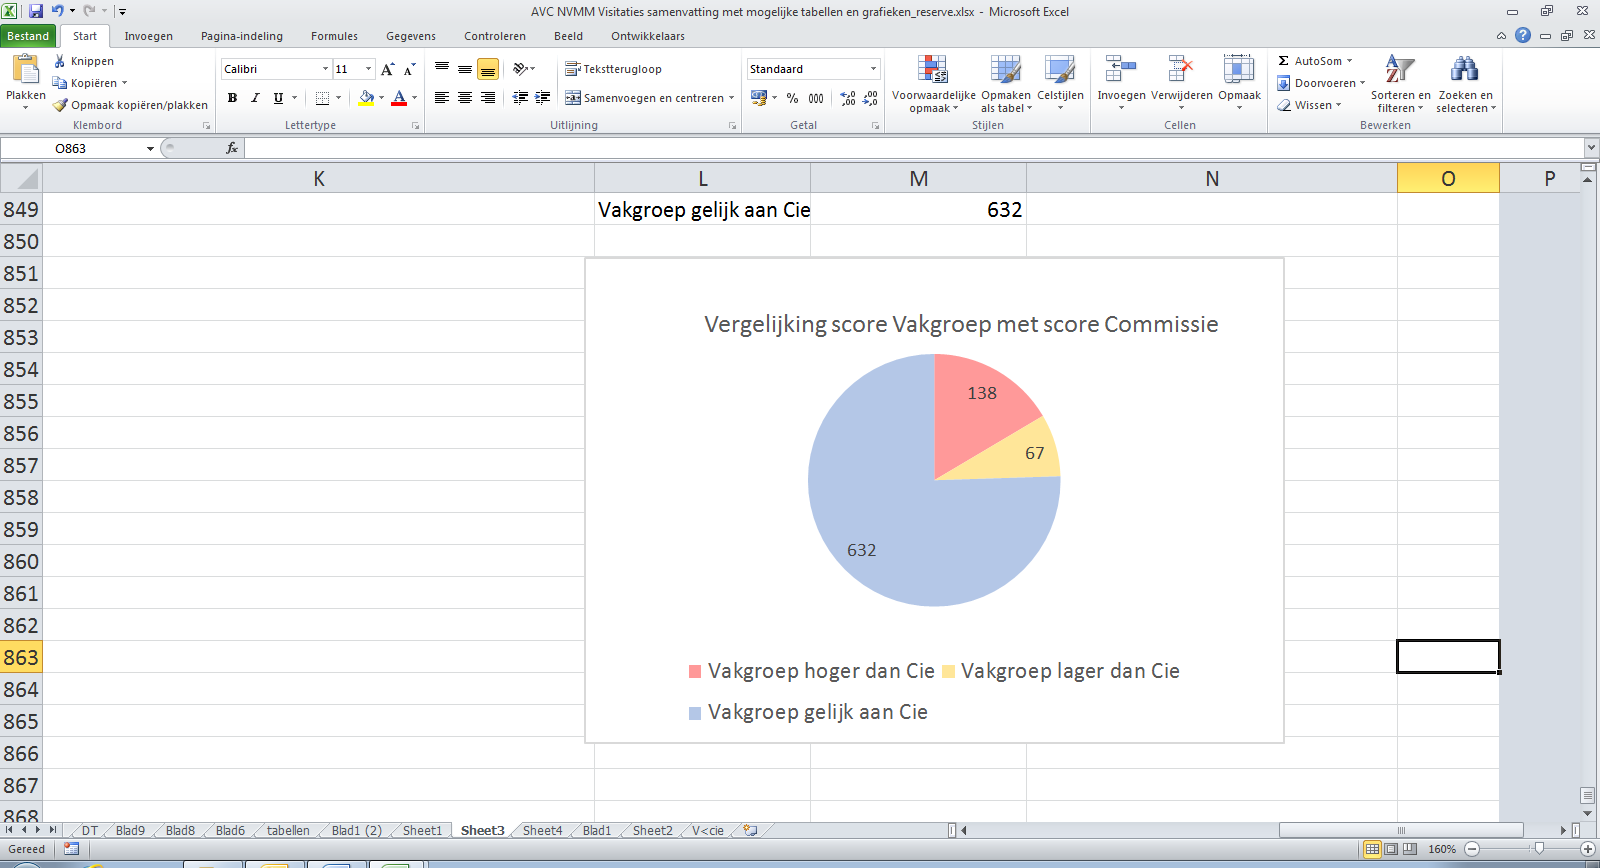 AVC NVMM Visitaties samenvatting met mogelijke tabellen en grafieken_reserve.xlsx - Microsoft Excel
Bestand Start Invoegen Pagina-indeling Formules Gegevens Controleren Beeld Ontwikkelaars
Plakken
Knippen
Kopiëren
Opmaak kopiëren/plakken
Klembord
Calibri 11
B I U
Lettertype
Tekstterugloop
Samenvoegen en centreren
Uitlijning
Standaard
% 000 ,00 ,00
Getal
Voorwaardelijke opmaak
Opmaken als tabel
Celstijlen
Stijlen
Invoegen Verwijderen Opmaak
Cellen
Σ AutoSom
Doorvoeren
Wissen
Sorteren en filteren
Zoeken en selecteren
Bewerken
O863 fx
K L M N O P
849 Vakgroep gelijk aan Cie 632
850
851
852
853
854
855
856
857
858
859
860
861
862
863
864
865
866
867
868
Vergelijking score Vakgroep met score Commissie
138
67
632
Vakgroep hoger dan Cie Vakgroep lager dan Cie
Vakgroep gelijk aan Cie
DT Blad9 Blad8 Blad6 tabellen Blad1 (2) Sheet1 Sheet3 Sheet4 Blad1 Sheet2 V<cie
Gereed 160%